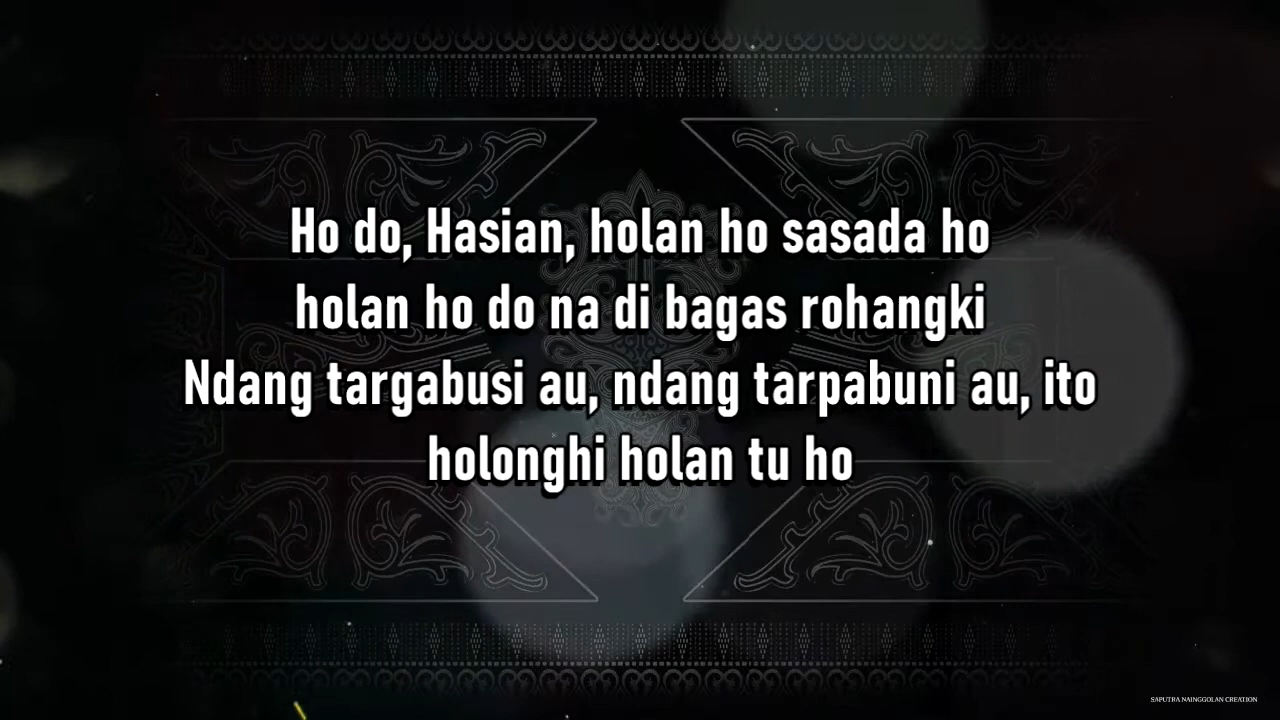 Ho do, Hasian, holan ho sasada ho
holan ho do na di bagas rohangki
Ndang targabusi au, ndang tarpabuni au, ito
holonghi holan tu ho
SAPUTRA NAINGGOLAN CREATION